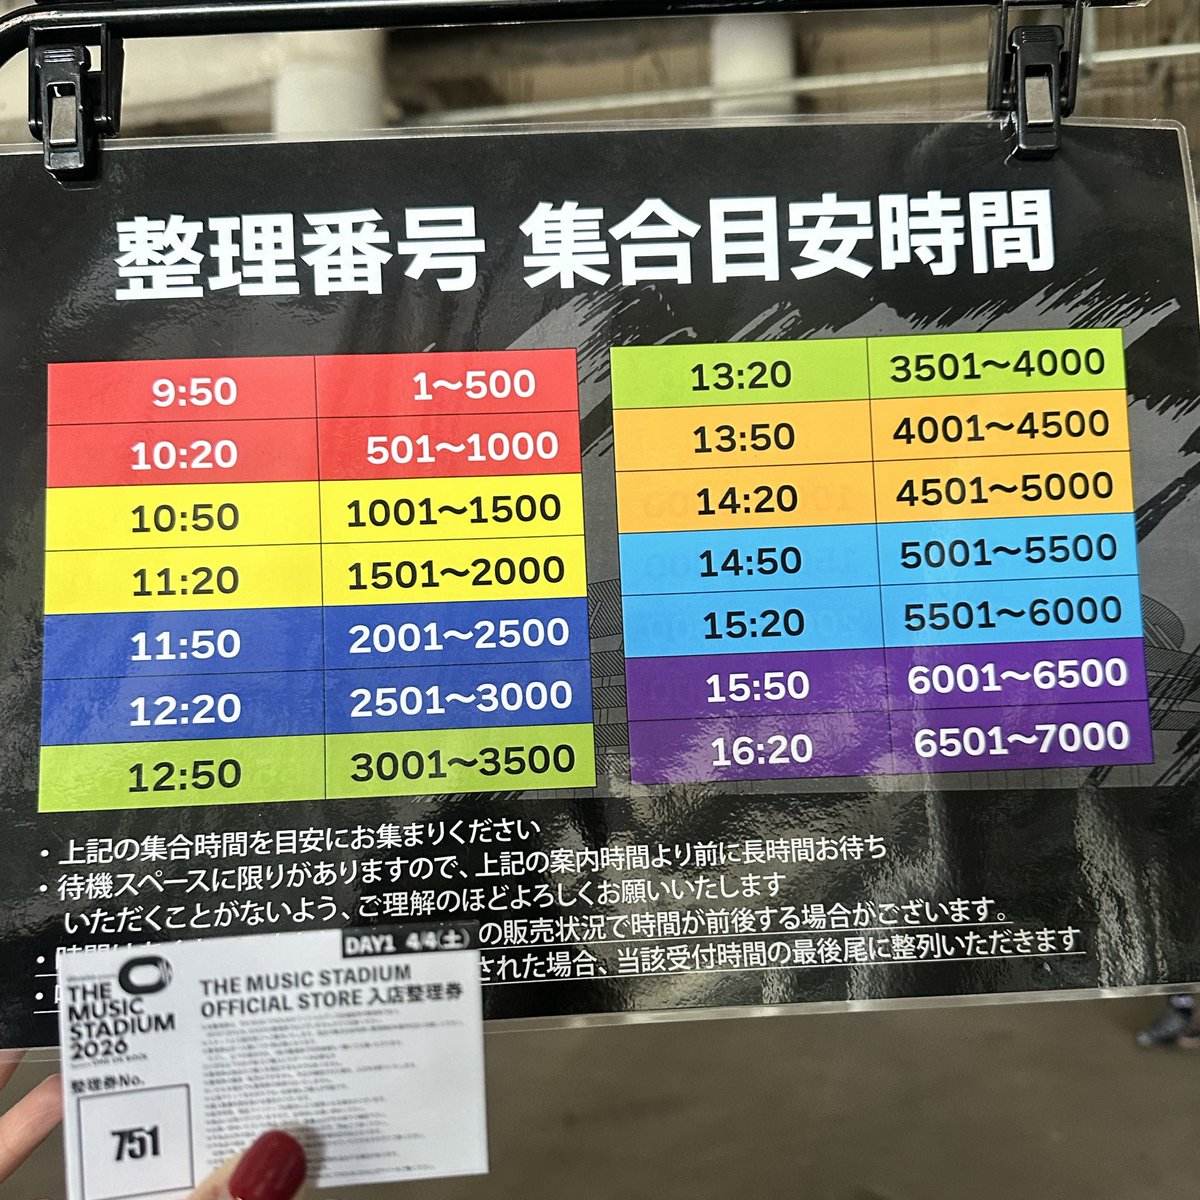 整理番号 集合目安時間
9:50 1～500
10:20 501～1000
10:50 1001～1500
11:20 1501～2000
11:50 2001～2500
12:20 2501～3000
12:50 3001～3500
13:20 3501～4000
13:50 4001～4500
14:20 4501～5000
14:50 5001～5500
15:20 5501～6000
15:50 6001～6500
16:20 6501～7000
・上記の集合時間を目安にお集まりください
・待機スペースに限りがありますので、上記の案内時間より前に長時間お待ち
いただくことがないよう、ご理解のほどよろしくお願いいたします
の販売状況で時間が前後する場合がございます。
された場合、当該受付時間の最後尾に整列いただきます
DAY1 4/4(土)
THE MUSIC STADIUM
OFFICIAL STORE 入店整理券
THE
MUSIC
STADIUM
2026
整理券No.
751